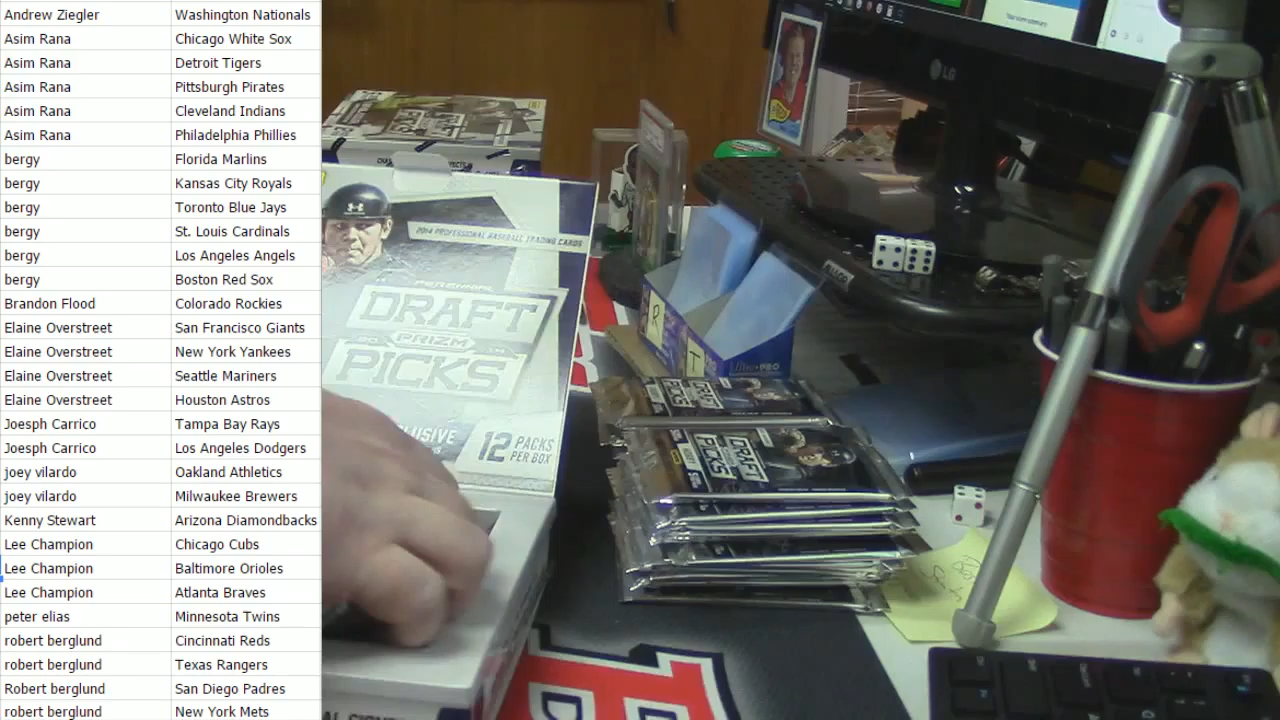 Andrew Ziegler Washington Nationals
Asim Rana Chicago White Sox
Asim Rana Detroit Tigers
Asim Rana Pittsburgh Pirates
Asim Rana Cleveland Indians
Asim Rana Philadelphia Phillies
bergy Florida Marlins
bergy Kansas City Royals
bergy Toronto Blue Jays
bergy St. Louis Cardinals
bergy Los Angeles Angels
bergy Boston Red Sox
Brandon Flood Colorado Rockies
Elaine Overstreet San Francisco Giants
Elaine Overstreet New York Yankees
Elaine Overstreet Seattle Mariners
Elaine Overstreet Houston Astros
Joesph Carrico Tampa Bay Rays
Joesph Carrico Los Angeles Dodgers
joey vilardo Oakland Athletics
joey vilardo Milwaukee Brewers
Kenny Stewart Arizona Diamondbacks
Lee Champion Chicago Cubs
Lee Champion Baltimore Orioles
Lee Champion Atlanta Braves
peter elias Minnesota Twins
robert berglund Cincinnati Reds
robert berglund Texas Rangers
Robert berglund San Diego Padres
robert berglund New York Mets
2014 PROFESSIONAL BASEBALL TRADING CARDS
DRAFT
PRIZM
PICKS
12 PACKS
PER BOX
LG
R
DRAFT
PICKS